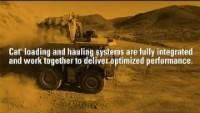 Cat® loading and hauling systems are fully integrated
and work together to deliver optimized performance.